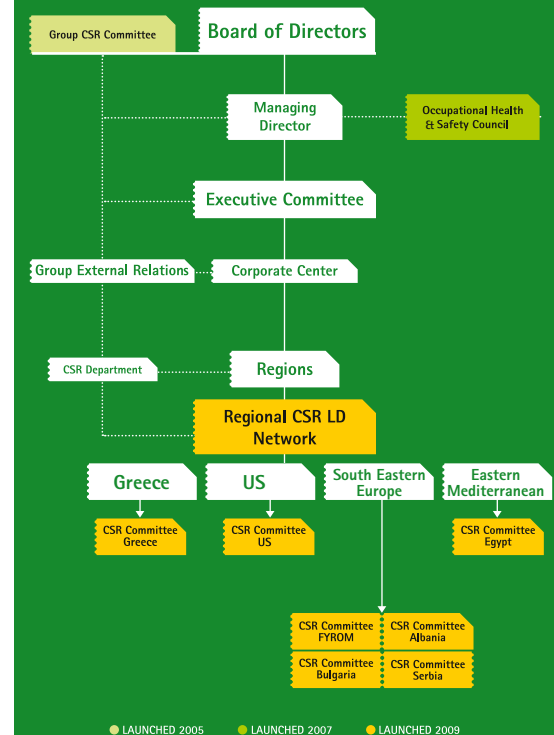 Group CSR Committee
Board of Directors
Managing
Director
Occupational Health
& Safety Council
Executive Committee
Group External Relations
Corporate Center
CSR Department
Regions
Regional CSR LD
Network
Greece
US
South Eastern
Europe
Eastern
Mediterranean
CSR Committee
Greece
CSR Committee
US
CSR Committee
Egypt
CSR Committee
FYROM
CSR Committee
Albania
CSR Committee
Bulgaria
CSR Committee
Serbia
LAUNCHED 2005
LAUNCHED 2007
LAUNCHED 2009